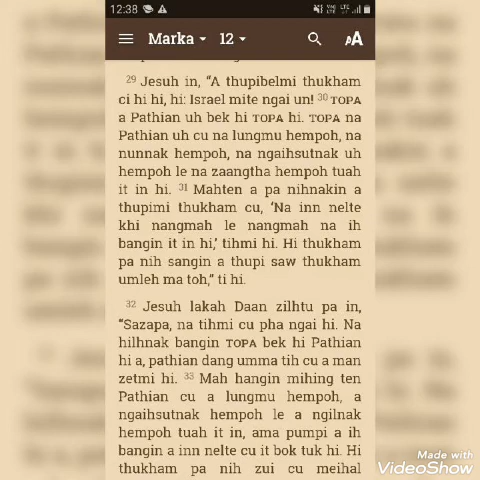 12:38
VoLTE LTE
Marka 12 AA
29 Jesuh in, “A thupibelmi thukham
ci hi hi, hi: Israel mite ngai un! 30 TOPA
a Pathian uh bek hi TOPA hi. TOPA na
Pathian uh cu na lungmu hempoh, na
nunnak hempoh, na ngaihsutnak uh
hempoh le na zaangtha hempoh tuah
it in hi. 31 Mahten a pa nihnakin a
thupimi thukham cu, ‘Na inn nelte
khi nangmah le nangmah na ih
bangin it in hi,’ tihmi hi. Hi thukham
pa nih sangin a thupi saw thukham
umleh ma toh,” ti hi.
32 Jesuh lakah Daan zilhtu pa in,
“Sazapa, na tihmi cu pha ngai hi. Na
hilhnak bangin TOPA bek hi Pathian
hi a, pathian dang umma tih cu a man
zetmi hi. 33 Mah hangin mihing ten
Pathian cu a lungmu hempoh, a
ngaihsutnak hempoh le a ngilnak
hempoh tuah it in, ama pumpi a ih
bangin a inn nelte cu it bok tuk hi. Hi
thukham pa nih zui cu meihal
Made with
VideoShow